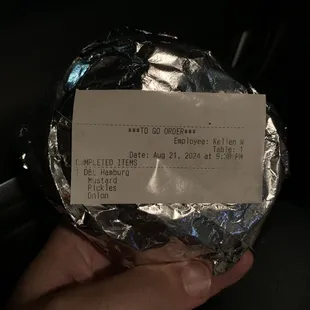 ***TO GO ORDER***
Employee: Kellen W
Table: T
Date: Aug 21, 2024 at 9:30 PM
COMPLETED ITEMS
1 DBL Hamburg
Mustard
Pickles
Onion